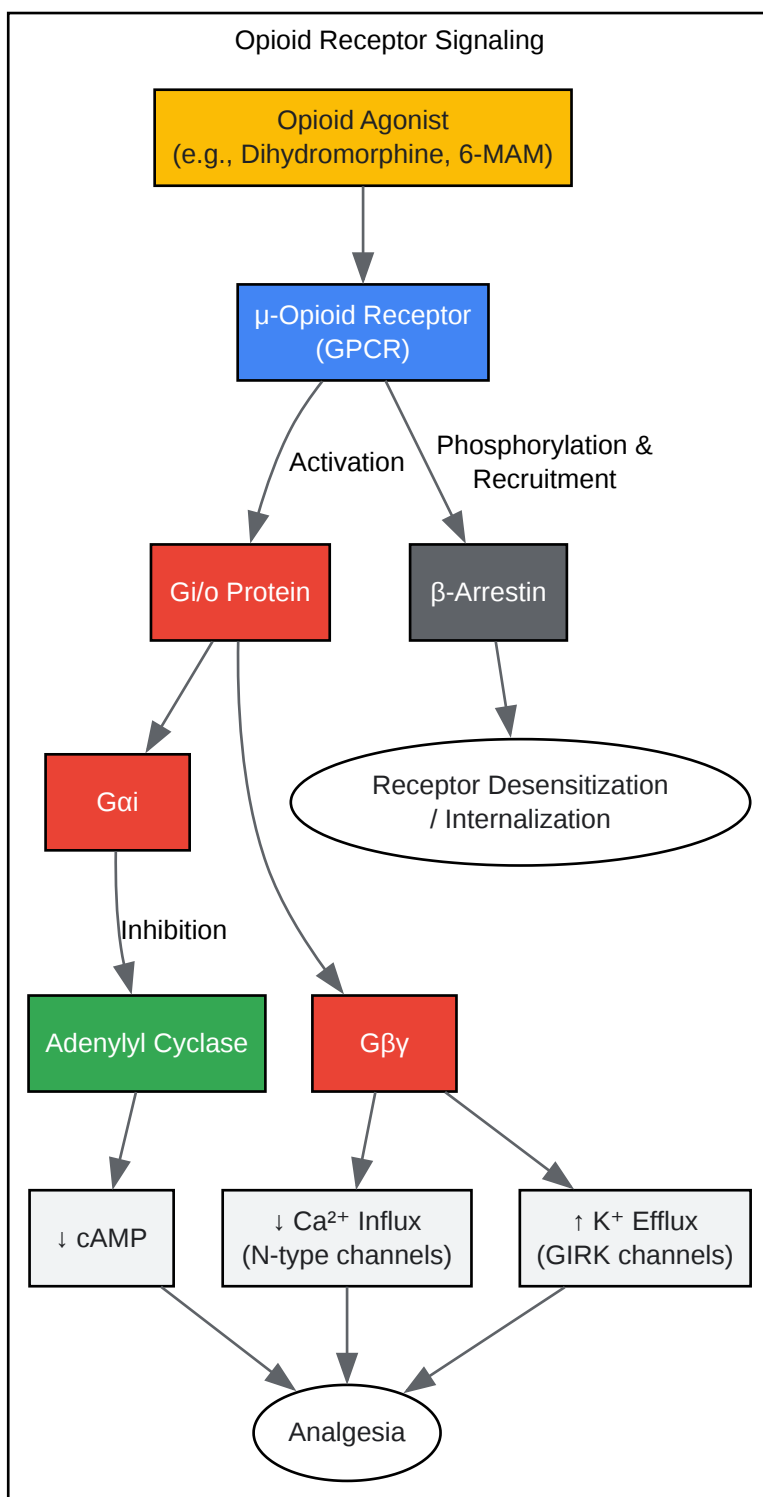 Opioid Receptor Signaling
Opioid Agonist
(e.g., Dihydromorphine, 6-MAM)
μ-Opioid Receptor
(GPCR)
Activation
Phosphorylation &
Recruitment
Gi/o Protein
β-Arrestin
Gαi
Receptor Desensitization
/ Internalization
Inhibition
Adenylyl Cyclase
Gβγ
↓ cAMP
↓ Ca²⁺ Influx
(N-type channels)
↑ K⁺ Efflux
(GIRK channels)
Analgesia